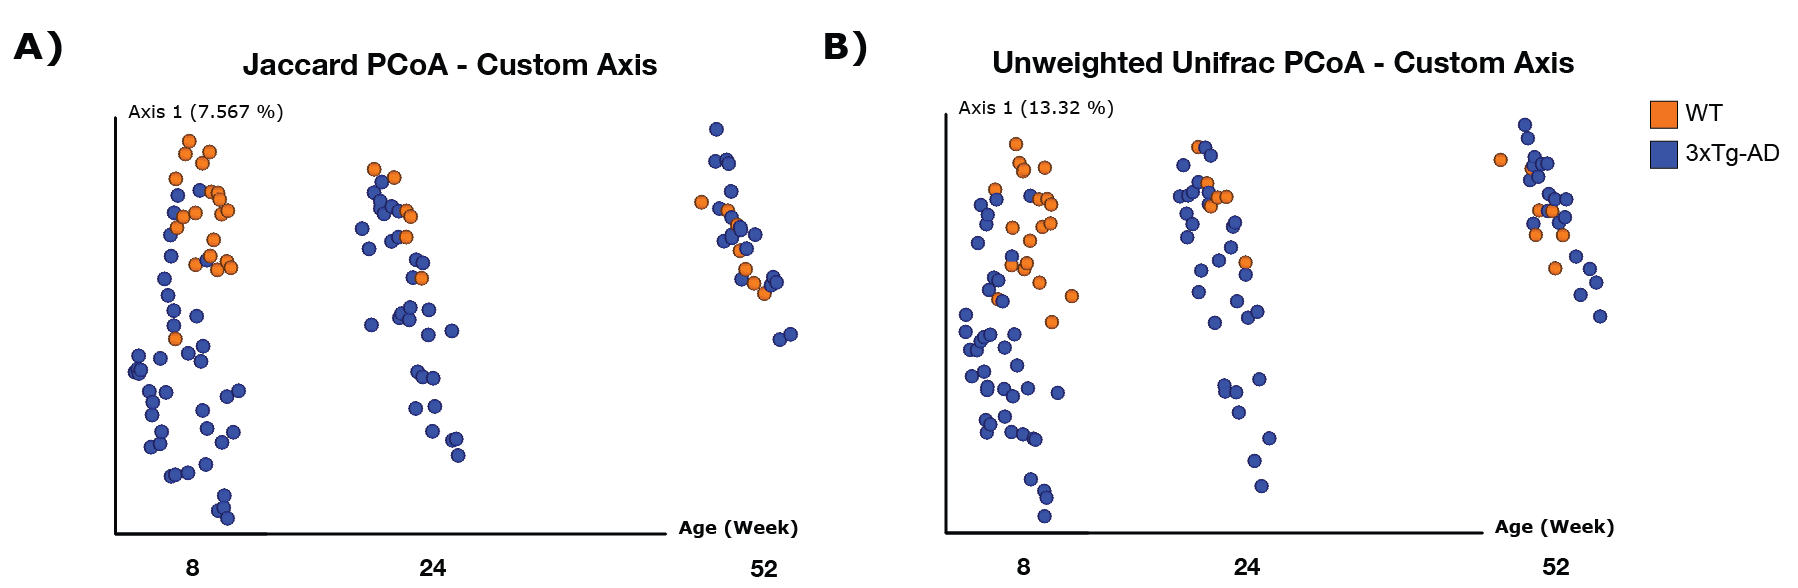 A)
Jaccard PCoA - Custom Axis
Axis 1 (7.567 %)
Age (Week)
8
24
52
B)
Unweighted Unifrac PCoA - Custom Axis
Axis 1 (13.32 %)
Age (Week)
8
24
52
WT
3xTg-AD